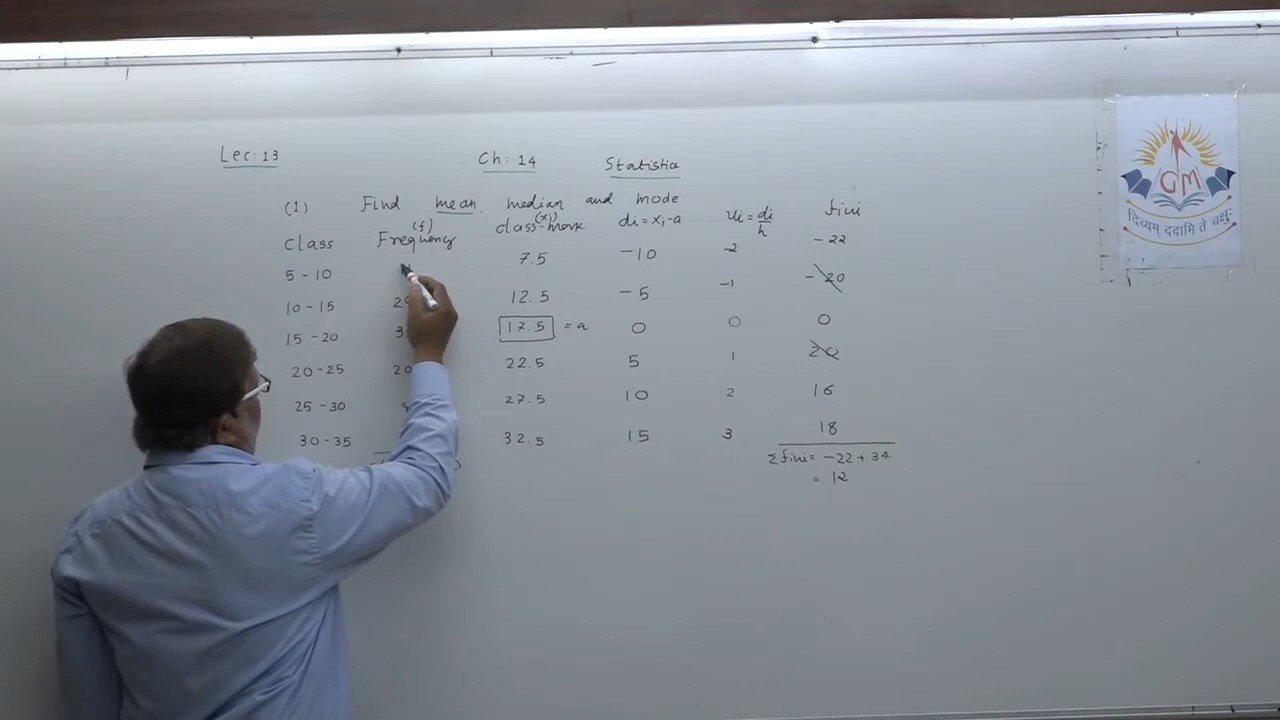 Lec: 13 Ch: 14 Statistics
(1) Find mean, median and mode
Class Frequency (f) class-mark (xi) di = xi-a ui = di/h fiui
5 - 10 7.5 -10 -2 -22
10 - 15 12.5 -5 -1 -20
15 - 20 17.5 = a 0 0 0
20 - 25 20 22.5 5 1 20
25 - 30 27.5 10 2 16
30 - 35 32.5 15 3 18
Σfiui = -22 + 34
= 12
GM
दिव्यम् ददामि ते चक्षुः